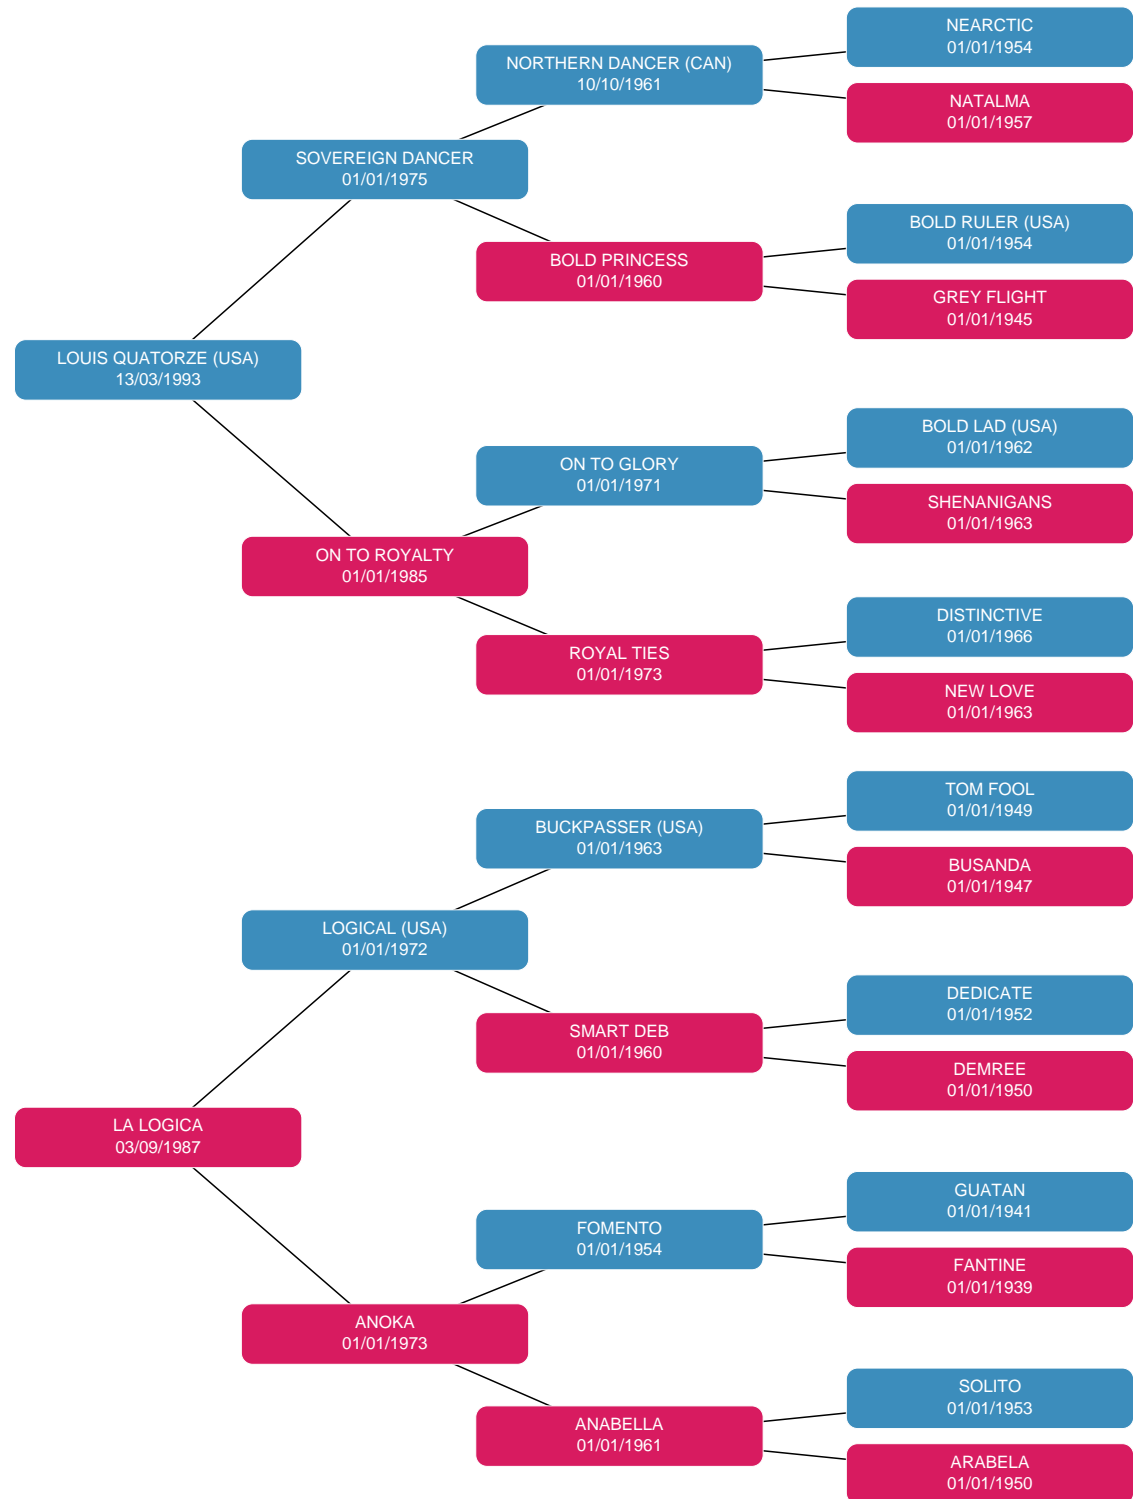 NEARCTIC
01/01/1954
NORTHERN DANCER (CAN)
10/10/1961
NATALMA
01/01/1957
SOVEREIGN DANCER
01/01/1975
BOLD RULER (USA)
01/01/1954
BOLD PRINCESS
01/01/1960
GREY FLIGHT
01/01/1945
LOUIS QUATORZE (USA)
13/03/1993
BOLD LAD (USA)
01/01/1962
ON TO GLORY
01/01/1971
SHENANIGANS
01/01/1963
ON TO ROYALTY
01/01/1985
DISTINCTIVE
01/01/1966
ROYAL TIES
01/01/1973
NEW LOVE
01/01/1963
TOM FOOL
01/01/1949
BUCKPASSER (USA)
01/01/1963
BUSANDA
01/01/1947
LOGICAL (USA)
01/01/1972
DEDICATE
01/01/1952
SMART DEB
01/01/1960
DEMREE
01/01/1950
LA LOGICA
03/09/1987
GUATAN
01/01/1941
FOMENTO
01/01/1954
FANTINE
01/01/1939
ANOKA
01/01/1973
SOLITO
01/01/1953
ANABELLA
01/01/1961
ARABELA
01/01/1950